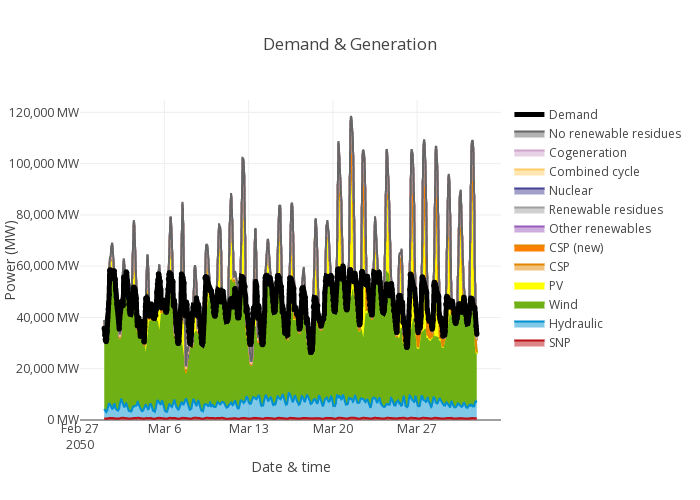 Demand & Generation
Power (MW)
120,000 MW
100,000 MW
80,000 MW
60,000 MW
40,000 MW
20,000 MW
0 MW
Feb 27
2050
Mar 6
Mar 13
Mar 20
Mar 27
Date & time
Demand
No renewable residues
Cogeneration
Combined cycle
Nuclear
Renewable residues
Other renewables
CSP (new)
CSP
PV
Wind
Hydraulic
SNP